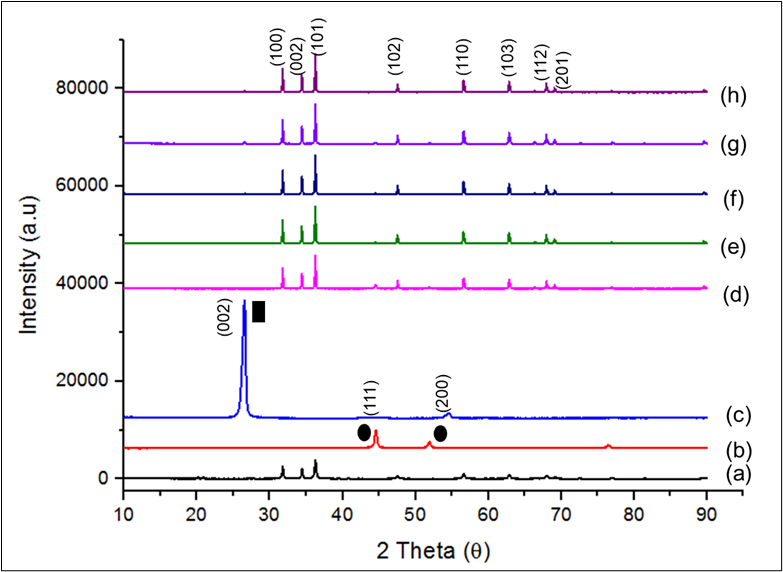 (100)
(002)
(101)
(102)
(110)
(103)
(112)
(201)
80000
(h)
(g)
60000
(f)
(e)
40000
(d)
(002)
20000
(111)
(200)
(c)
(b)
0
(a)
10 20 30 40 50 60 70 80 90
2 Theta (θ)
Intensity (a.u)